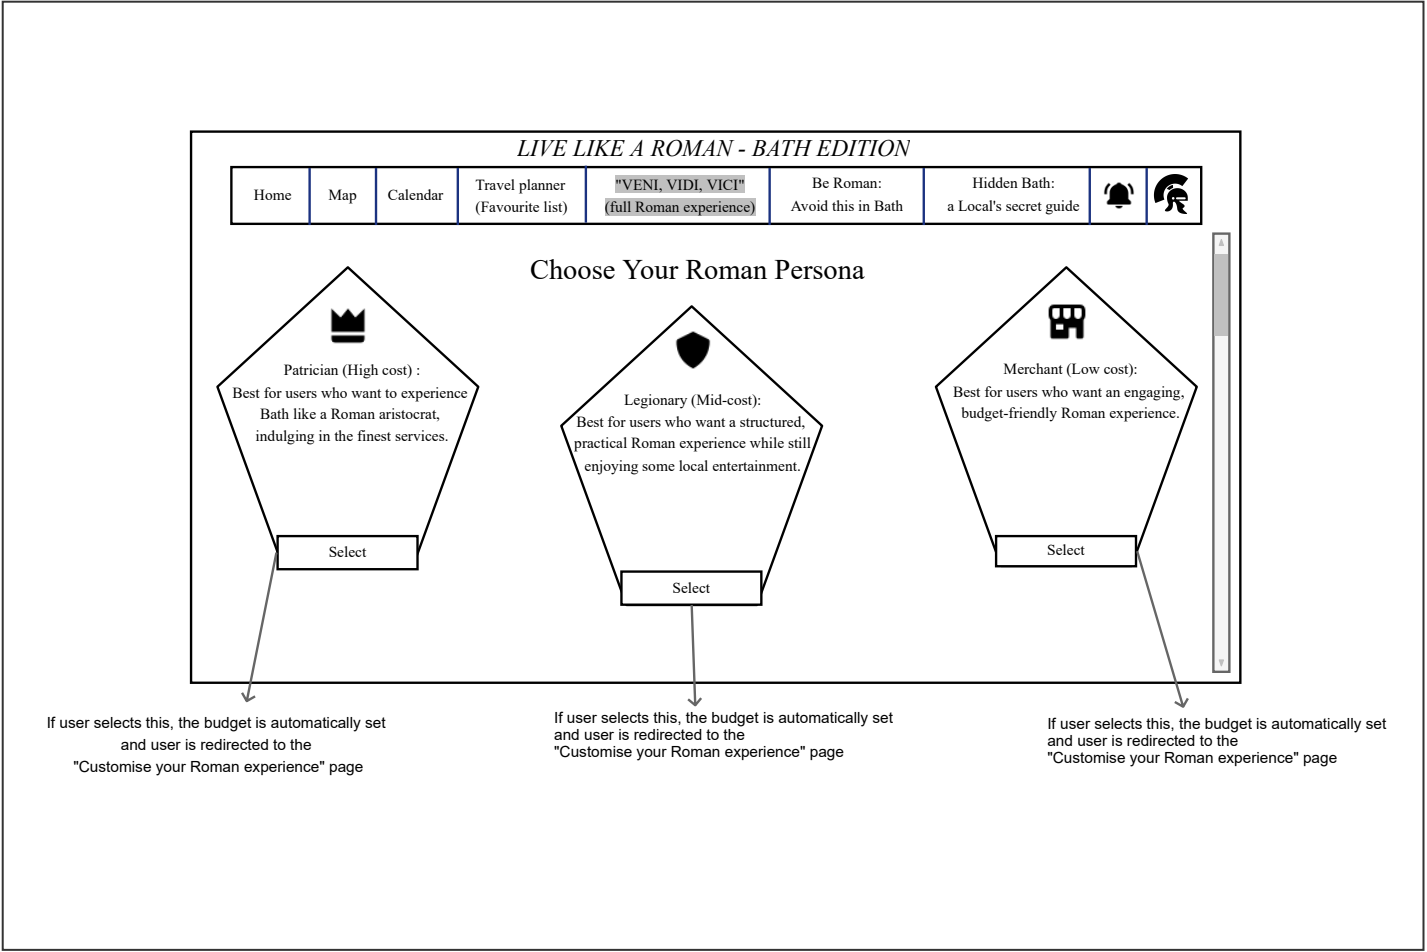 LIVE LIKE A ROMAN - BATH EDITION
Home
Map
Calendar
Travel planner
(Favourite list)
"VENI, VIDI, VICI"
(full Roman experience)
Be Roman:
Avoid this in Bath
Hidden Bath:
a Local's secret guide
Choose Your Roman Persona
Patrician (High cost) :
Best for users who want to experience
Bath like a Roman aristocrat,
indulging in the finest services.
Select
Legionary (Mid-cost):
Best for users who want a structured,
practical Roman experience while still
enjoying some local entertainment.
Select
Merchant (Low cost):
Best for users who want an engaging,
budget-friendly Roman experience.
Select
If user selects this, the budget is automatically set
and user is redirected to the
"Customise your Roman experience" page
If user selects this, the budget is automatically set
and user is redirected to the
"Customise your Roman experience" page
If user selects this, the budget is automatically set
and user is redirected to the
"Customise your Roman experience" page